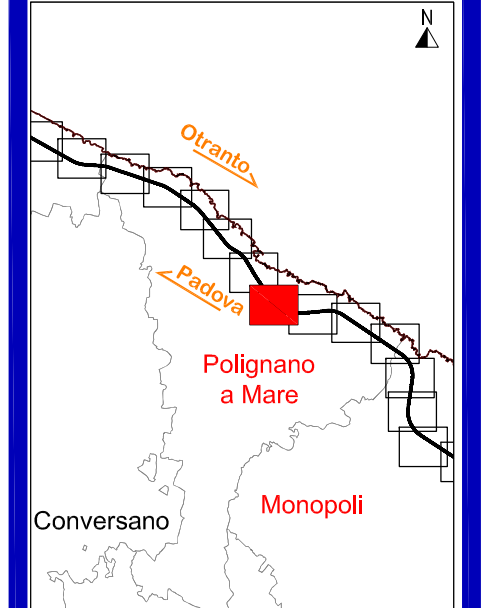 N
Otranto
Padova
Polignano
a Mare
Monopoli
Conversano